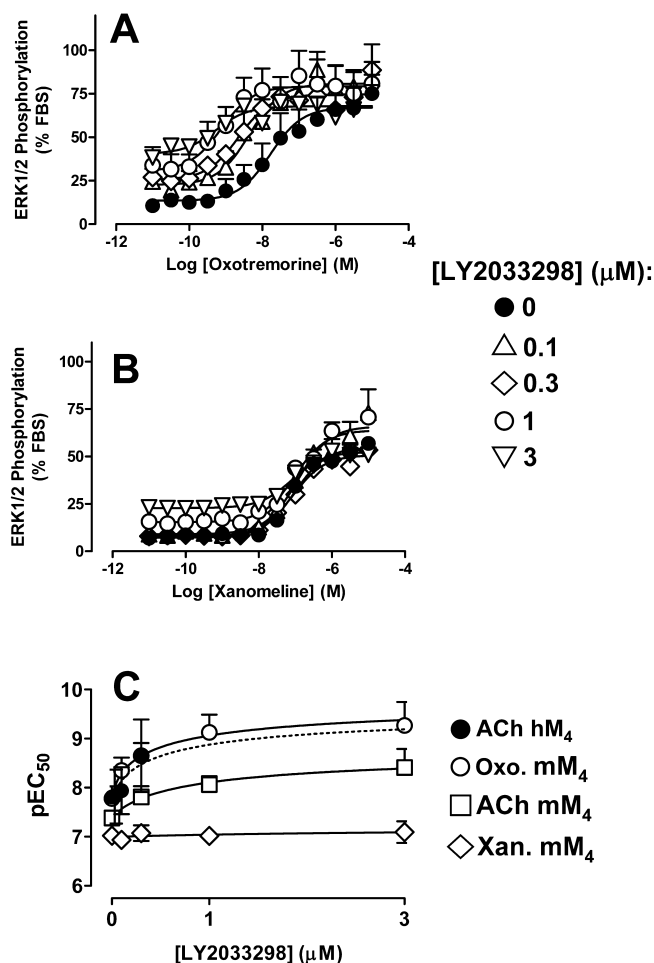 A
100
75
50
25
0
ERK1/2 Phosphorylation
(% FBS)
-12
-10
-8
-6
-4
Log [Oxotremorine] (M)
[LY2033298] (μM):
0
0.1
0.3
1
3
B
100
75
50
25
0
ERK1/2 Phosphorylation
(% FBS)
-12
-10
-8
-6
-4
Log [Xanomeline] (M)
C
10
9
8
7
6
pEC50
0
1
3
[LY2033298] (μM)
ACh hM4
Oxo. mM4
ACh mM4
Xan. mM4